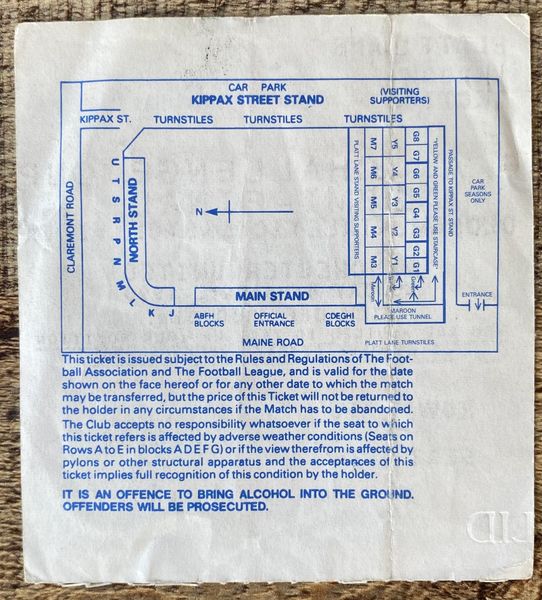 CAR PARK
KIPPAX STREET STAND
(VISITING
SUPPORTERS)
KIPPAX ST.
TURNSTILES
TURNSTILES
TURNSTILES
CLAREMONT ROAD
U T S R P N M L K J
NORTH STAND
N
PLATT LANE STAND VISITING SUPPORTERS
M7 M6 M5 M4 M3
Y5 Y4 Y3 Y2 Y1
G8 G7 G6 G5 G4 G3 G2 G1
"YELLOW AND GREEN PLEASE USE STAIRCASE"
PASSAGE TO KIPPAX ST. STAND
CAR
PARK
SEASONS
ONLY
ENTRANCE
Maroon
MAROON
PLEASE USE TUNNEL
MAIN STAND
ABFH
BLOCKS
OFFICIAL
ENTRANCE
CDEGHI
BLOCKS
MAINE ROAD
PLATT LANE TURNSTILES
This ticket is issued subject to the Rules and Regulations of The Foot-
ball Association and The Football League, and is valid for the date
shown on the face hereof or for any other date to which the match
may be transferred, but the price of this Ticket will not be returned to
the holder in any circumstances if the Match has to be abandoned.
The Club accepts no responsibility whatsoever if the seat to which
this ticket refers is affected by adverse weather conditions (Seats on
Rows A to E in blocks A D E F G) or if the view therefrom is affected by
pylons or other structural apparatus and the acceptances of this
ticket implies full recognition of this condition by the holder.
IT IS AN OFFENCE TO BRING ALCOHOL INTO THE GROUND.
OFFENDERS WILL BE PROSECUTED.